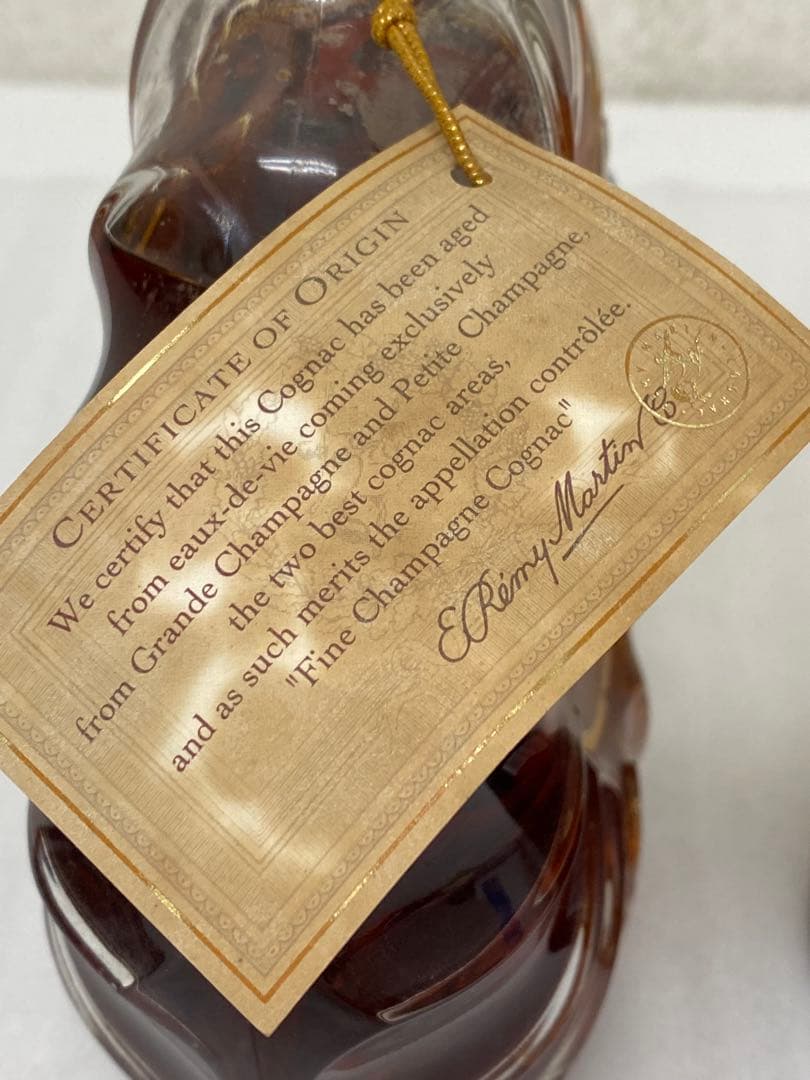 CERTIFICATE OF ORIGIN
We certify that this Cognac has been aged
from eaux-de-vie coming exclusively
from Grande Champagne and Petite Champagne,
the two best cognac areas,
and as such merits the appellation contrôlée.
"Fine Champagne Cognac"
E. Rémy Martin & Co